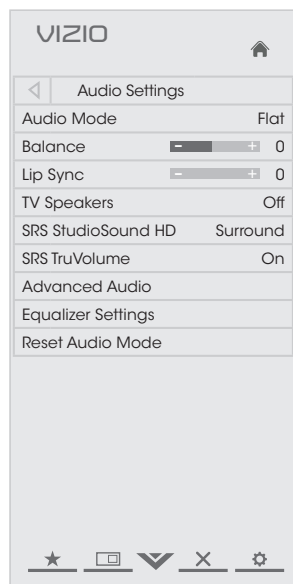 VIZIO
Audio Settings
Audio Mode Flat
Balance - + 0
Lip Sync - + 0
TV Speakers Off
SRS StudioSound HD Surround
SRS TruVolume On
Advanced Audio
Equalizer Settings
Reset Audio Mode